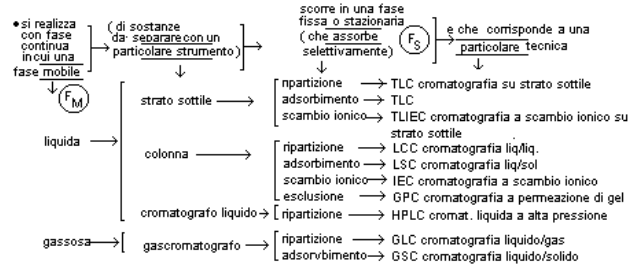 • si realizza con fase continua in cui una fase mobile
F M
(di sostanze da separare con un particolare strumento)
scorre in una fase fissa o stazionaria (che assorbe selettivamente)
F S
e che corrisponde a una particolare tecnica
liquida
strato sottile
ripartizione → TLC cromatografia su strato sottile
adsorbimento → TLC
scambio ionico → TLIEC cromatografia a scambio ionico su strato sottile
colonna
ripartizione → LCC cromatografia liq/liq.
adsorbimento → LSC cromatografia liq/sol
scambio ionico → IEC cromatografia a scambio ionico
esclusione → GPC cromatografia a permeazione di gel
cromatografo liquido → ripartizione → HPLC cromat. liquida a alta pressione
gassosa → gascromatografo
ripartizione → GLC cromatografia liquido/gas
adsorvbimento → GSC cromatografia liquido/solido